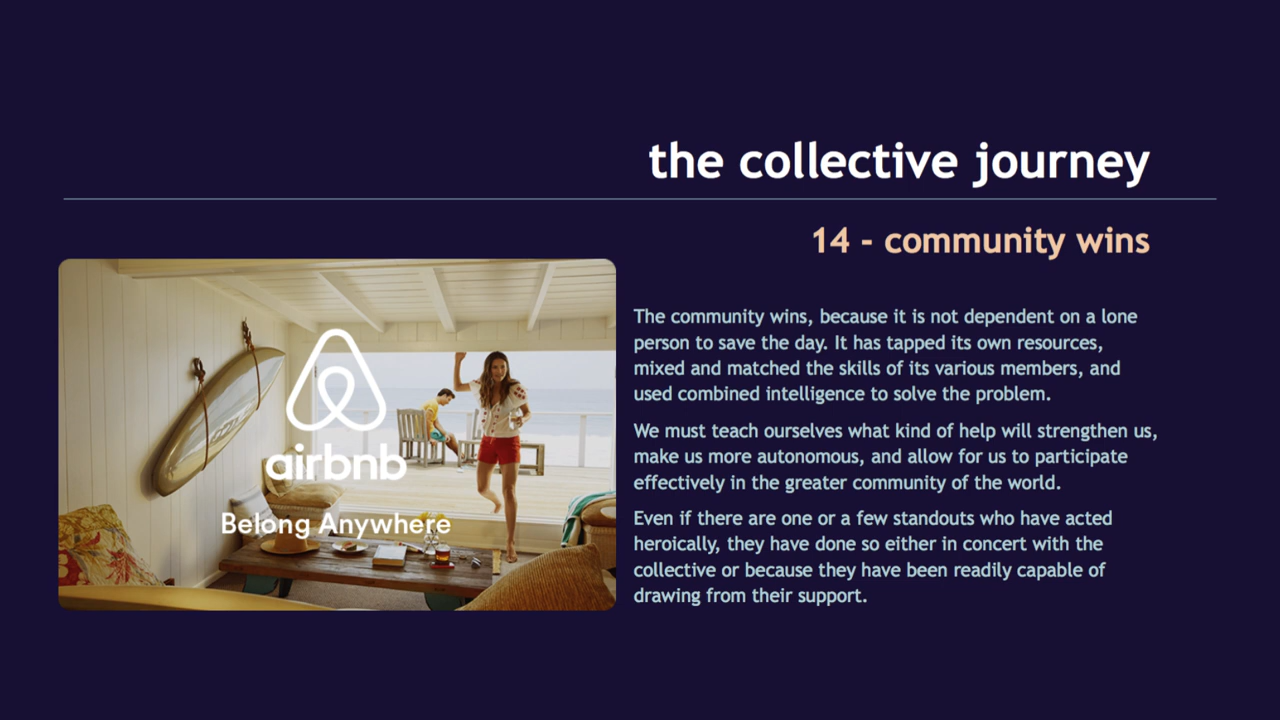 the collective journey
14 - community wins
airbnb
Belong Anywhere
The community wins, because it is not dependent on a lone
person to save the day. It has tapped its own resources,
mixed and matched the skills of its various members, and
used combined intelligence to solve the problem.
We must teach ourselves what kind of help will strengthen us,
make us more autonomous, and allow for us to participate
effectively in the greater community of the world.
Even if there are one or a few standouts who have acted
heroically, they have done so either in concert with the
collective or because they have been readily capable of
drawing from their support.